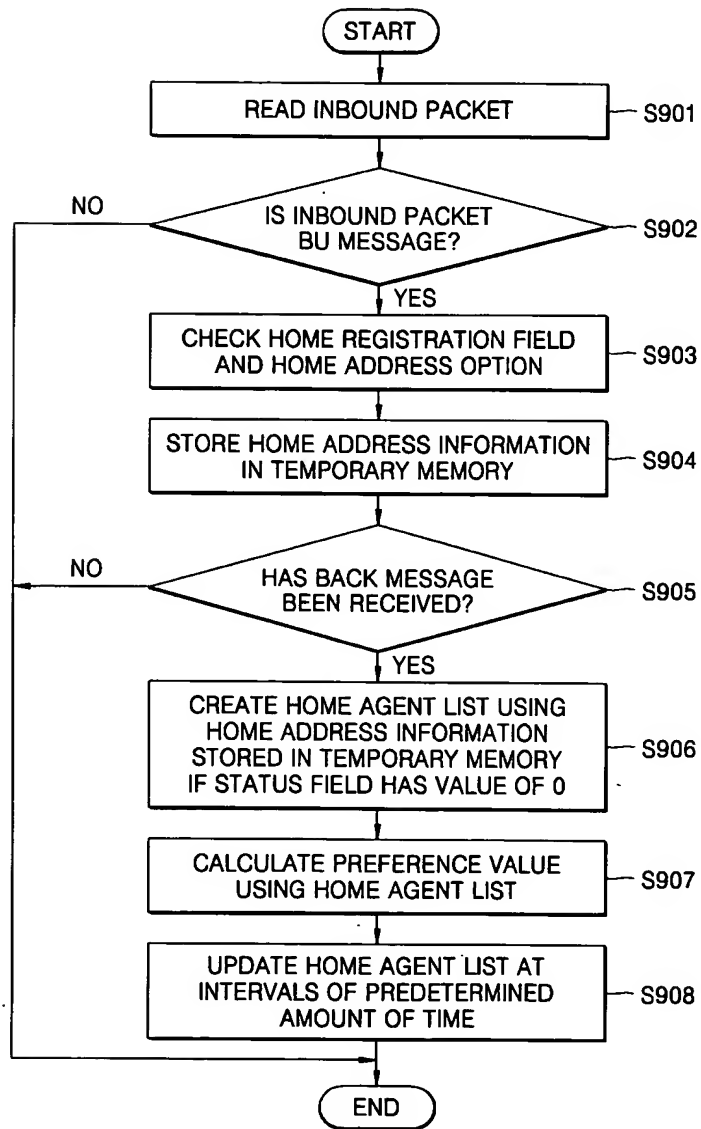 START
READ INBOUND PACKET
S901
NO
IS INBOUND PACKET
BU MESSAGE?
S902
YES
CHECK HOME REGISTRATION FIELD
AND HOME ADDRESS OPTION
S903
STORE HOME ADDRESS INFORMATION
IN TEMPORARY MEMORY
S904
NO
HAS BACK MESSAGE
BEEN RECEIVED?
S905
YES
CREATE HOME AGENT LIST USING
HOME ADDRESS INFORMATION
STORED IN TEMPORARY MEMORY
IF STATUS FIELD HAS VALUE OF 0
S906
CALCULATE PREFERENCE VALUE
USING HOME AGENT LIST
S907
UPDATE HOME AGENT LIST AT
INTERVALS OF PREDETERMINED
AMOUNT OF TIME
S908
END